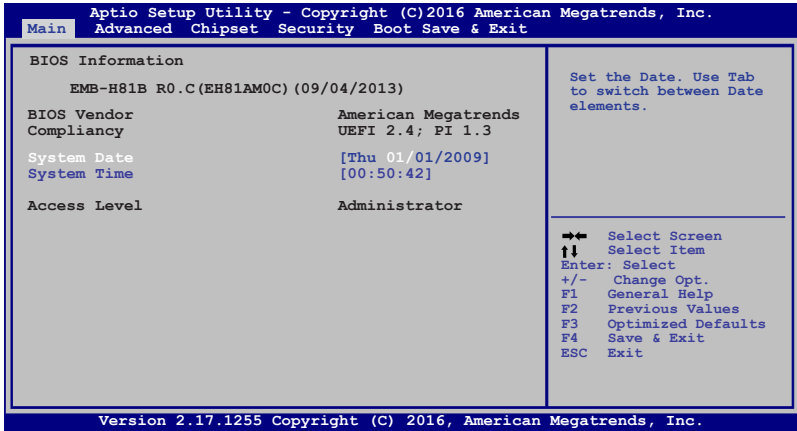 Aptio Setup Utility - Copyright (C)2016 American Megatrends, Inc.
Main Advanced Chipset Security Boot Save & Exit
BIOS Information
EMB-H81B R0.C(EH81AM0C)(09/04/2013)
BIOS Vendor American Megatrends
Compliancy UEFI 2.4; PI 1.3
System Date [Thu 01/01/2009]
System Time [00:50:42]
Access Level Administrator
Set the Date. Use Tab
to switch between Date
elements.
→← Select Screen
↑↓ Select Item
Enter: Select
+/- Change Opt.
F1 General Help
F2 Previous Values
F3 Optimized Defaults
F4 Save & Exit
ESC Exit
Version 2.17.1255 Copyright (C) 2016, American Megatrends, Inc.